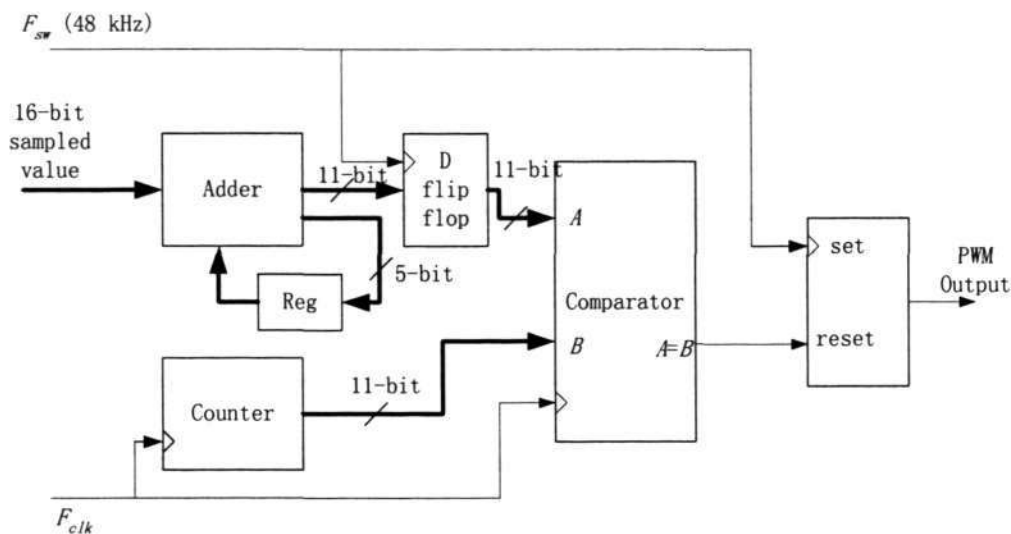 F_sw (48 kHz)
16-bit
sampled
value
Adder
11-bit
D
flip
flop
11-bit
5-bit
Reg
A
Comparator
B
A=B
set
reset
PWM
Output
Counter
11-bit
F_clk